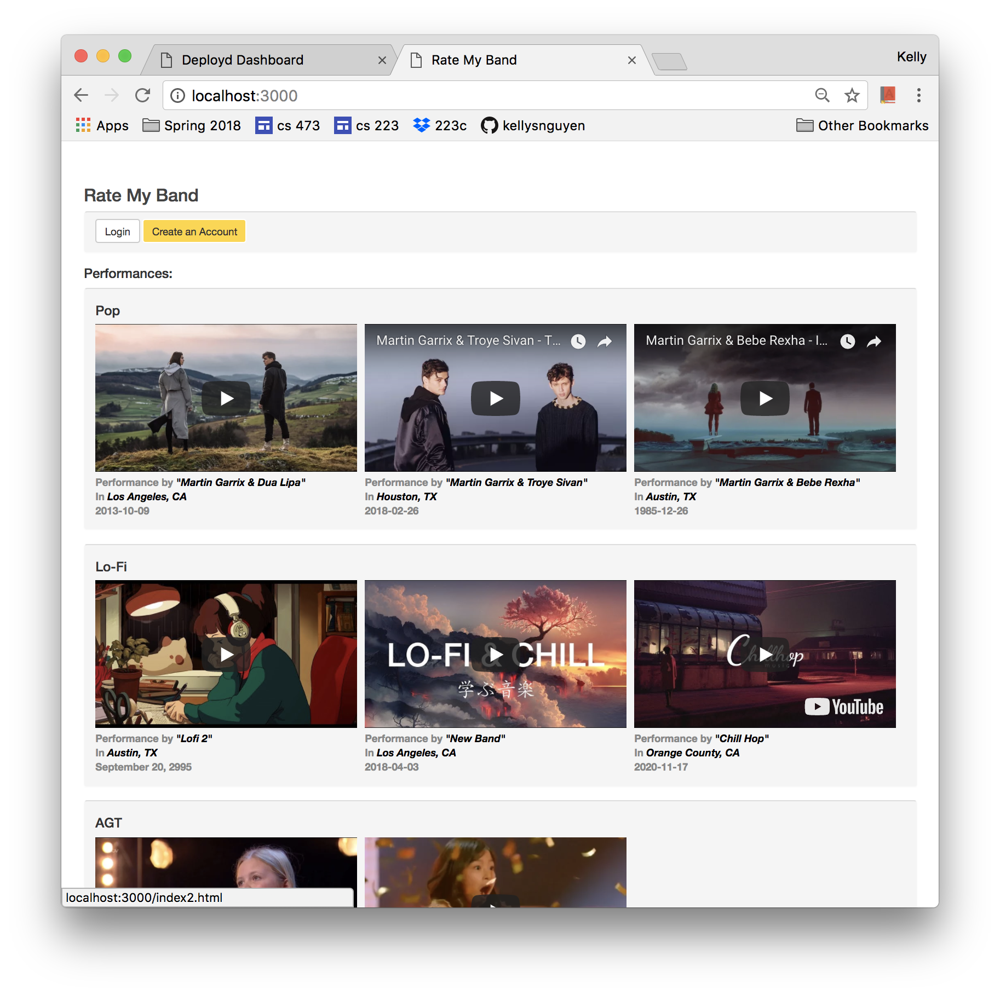 Deployd Dashboard
Rate My Band
Kelly
localhost:3000
Apps
Spring 2018
cs 473
cs 223
223c
kellysnguyen
Other Bookmarks
Rate My Band
Login
Create an Account
Performances:
Pop
Martin Garrix & Troye Sivan - T...
Martin Garrix & Bebe Rexha - I...
Performance by "Martin Garrix & Dua Lipa"
In Los Angeles, CA
2013-10-09
Performance by "Martin Garrix & Troye Sivan"
In Houston, TX
2018-02-26
Performance by "Martin Garrix & Bebe Rexha"
In Austin, TX
1985-12-26
Lo-Fi
LO-FI & CHILL
学ぶ音楽
Chillhop
music
YouTube
Performance by "Lofi 2"
In Austin, TX
September 20, 2995
Performance by "New Band"
In Los Angeles, CA
2018-04-03
Performance by "Chill Hop"
In Orange County, CA
2020-11-17
AGT
localhost:3000/index2.html